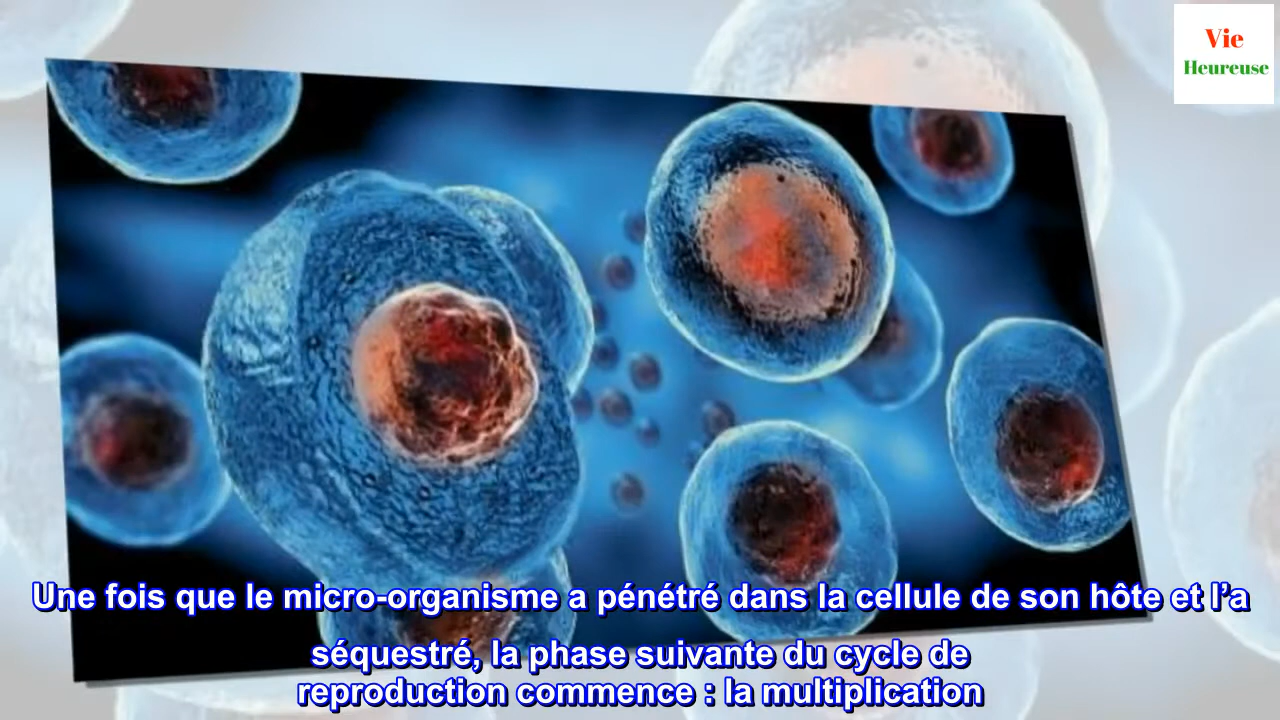 Vie
Heureuse
Une fois que le micro-organisme a pénétré dans la cellule de son hôte et l’a
séquestré, la phase suivante du cycle de
reproduction commence : la multiplication